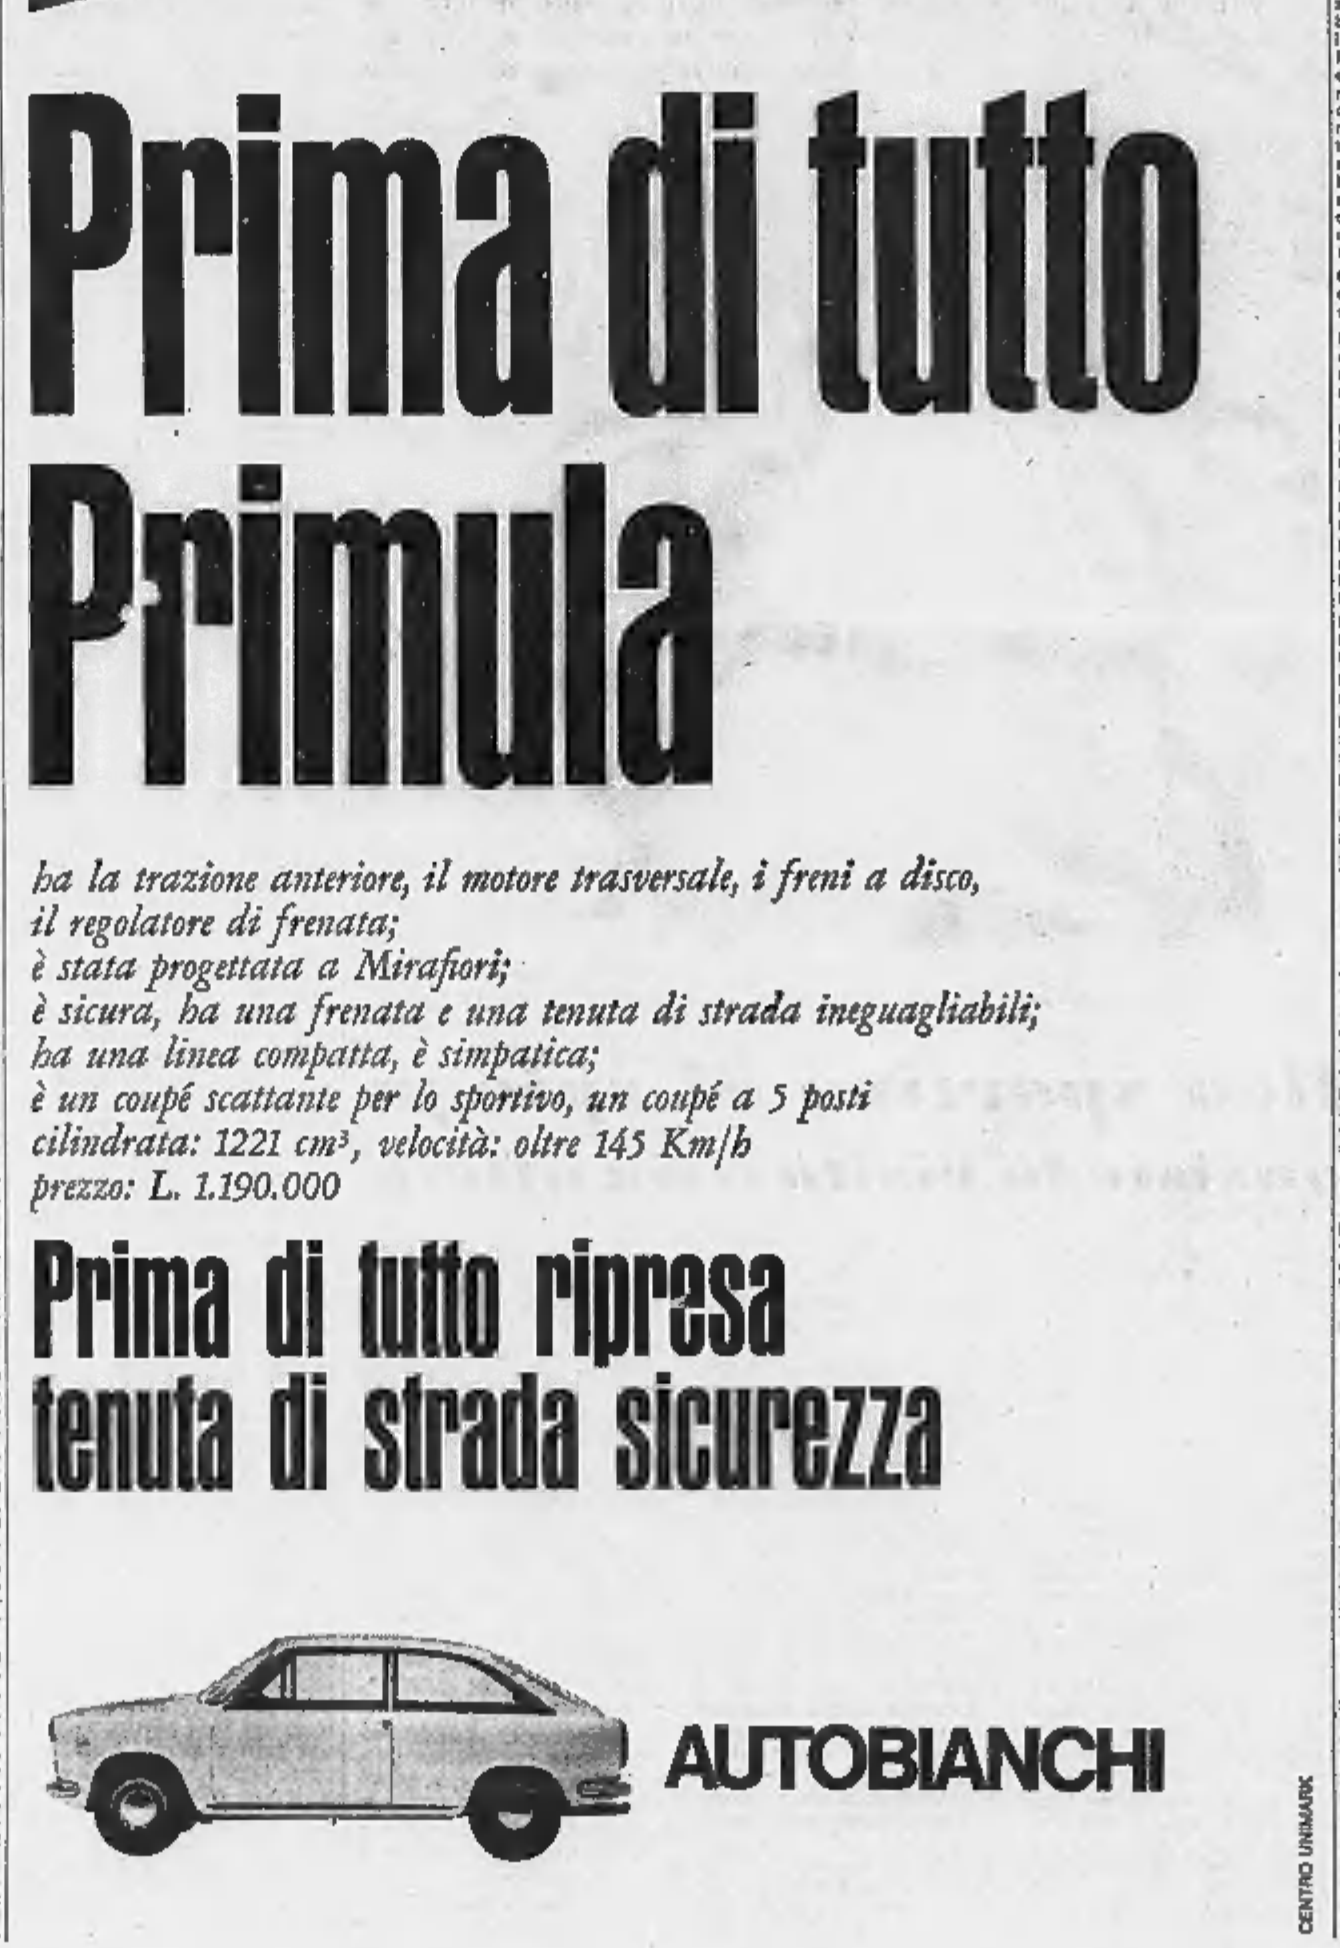 Prima di tutto
Primula
ha la trazione anteriore, il motore trasversale, i freni a disco,
il regolatore di frenata;
è stata progettata a Mirafiori;
è sicura, ha una frenata e una tenuta di strada ineguagliabili;
ha una linea compatta, è simpatica;
è un coupé scattante per lo sportivo, un coupé a 5 posti
cilindrata: 1221 cm³, velocità: oltre 145 Km/h
prezzo: L. 1.190.000
Prima di tutto ripresa
tenuta di strada sicurezza
AUTOBIANCHI
CENTRO UNIMARK